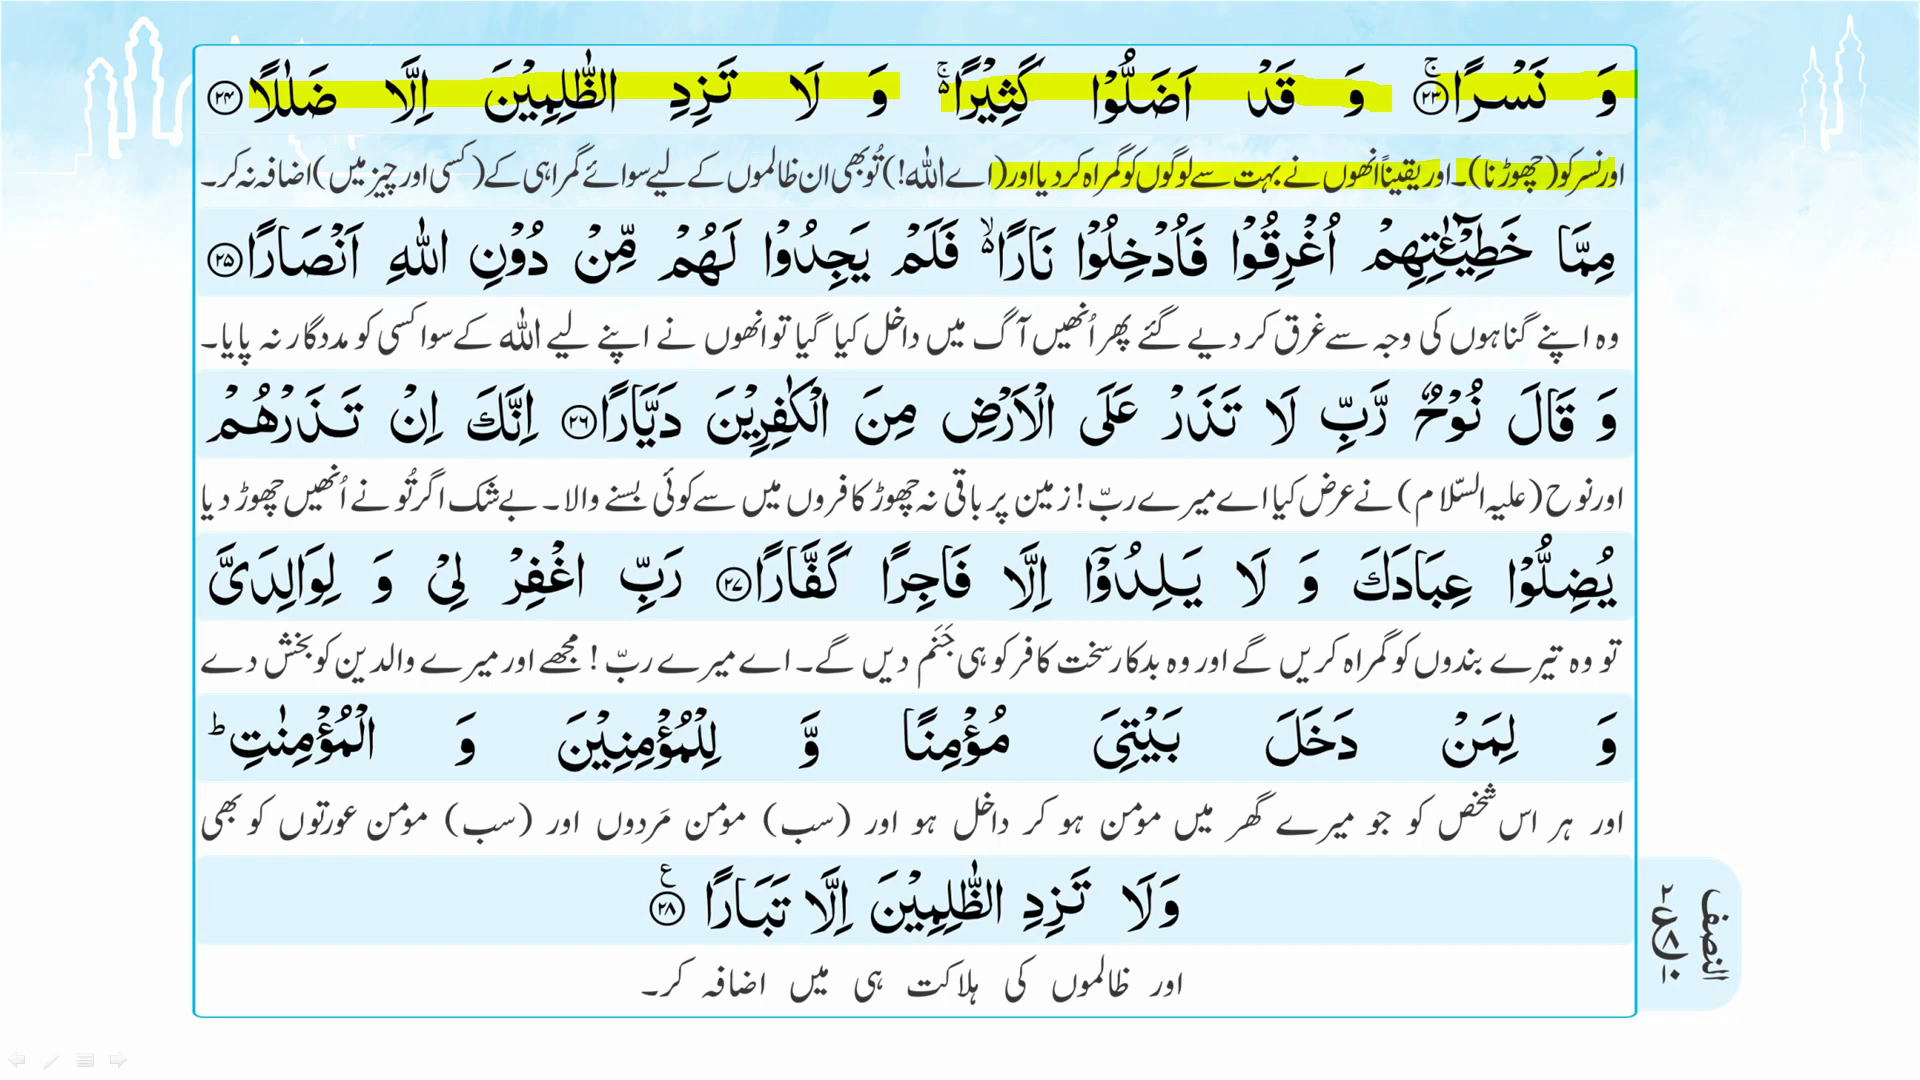 وَ نَسْرًا ۚ﴿۲۳﴾ وَ قَدْ اَضَلُّوْا كَثِیْرًا ۚ۬ وَ لَا تَزِدِ الظّٰلِمِیْنَ اِلَّا ضَلٰلًا ﴿۲۴﴾
اور نسر کو (چھوڑنا)۔ اور یقیناً انھوں نے بہت سے لوگوں کو گمراہ کر دیا اور (اے اللہ!) تُو بھی ان ظالموں کے لیے سوائے گمراہی کے (کسی اور چیز میں) اضافہ نہ کر۔
مِمَّا خَطِیْٓـٰٔتِهِمْ اُغْرِقُوْا فَاُدْخِلُوْا نَارًا ۙ۬ فَلَمْ یَجِدُوْا لَهُمْ مِّنْ دُوْنِ اللّٰهِ اَنْصَارًا ﴿۲۵﴾
وہ اپنے گناہوں کی وجہ سے غرق کر دیے گئے پھر اُنھیں آگ میں داخل کیا گیا تو انھوں نے اپنے لیے اللہ کے سوا کسی کو مددگار نہ پایا۔
وَ قَالَ نُوْحٌ رَّبِّ لَا تَذَرْ عَلَی الْاَرْضِ مِنَ الْكٰفِرِیْنَ دَیَّارًا ﴿۲۶﴾ اِنَّكَ اِنْ تَذَرْهُمْ
اور نوح (علیہ السّلام) نے عرض کیا اے میرے ربّ! زمین پر باقی نہ چھوڑ کافروں میں سے کوئی بسنے والا۔ بے شک اگر تُو نے اُنھیں چھوڑ دیا
یُضِلُّوْا عِبَادَكَ وَ لَا یَلِدُوْۤا اِلَّا فَاجِرًا كَفَّارًا ﴿۲۷﴾ رَبِّ اغْفِرْ لِیْ وَ لِوَالِدَیَّ
تو وہ تیرے بندوں کو گمراہ کریں گے اور وہ بدکار سخت کافر کو ہی جَنَم دیں گے۔ اے میرے ربّ! مجھے اور میرے والدین کو بخش دے
وَ لِمَنْ دَخَلَ بَیْتِیَ مُؤْمِنًا وَّ لِلْمُؤْمِنِیْنَ وَ الْمُؤْمِنٰتِ ؕ
اور ہر اس شخص کو جو میرے گھر میں مومن ہو کر داخل ہو اور (سب) مومن مَردوں اور (سب) مومن عورتوں کو بھی
وَلَا تَزِدِ الظّٰلِمِیْنَ اِلَّا تَبَارًا ﴿۲۸﴾ ع
اور ظالموں کی ہلاکت ہی میں اضافہ کر۔
النصف